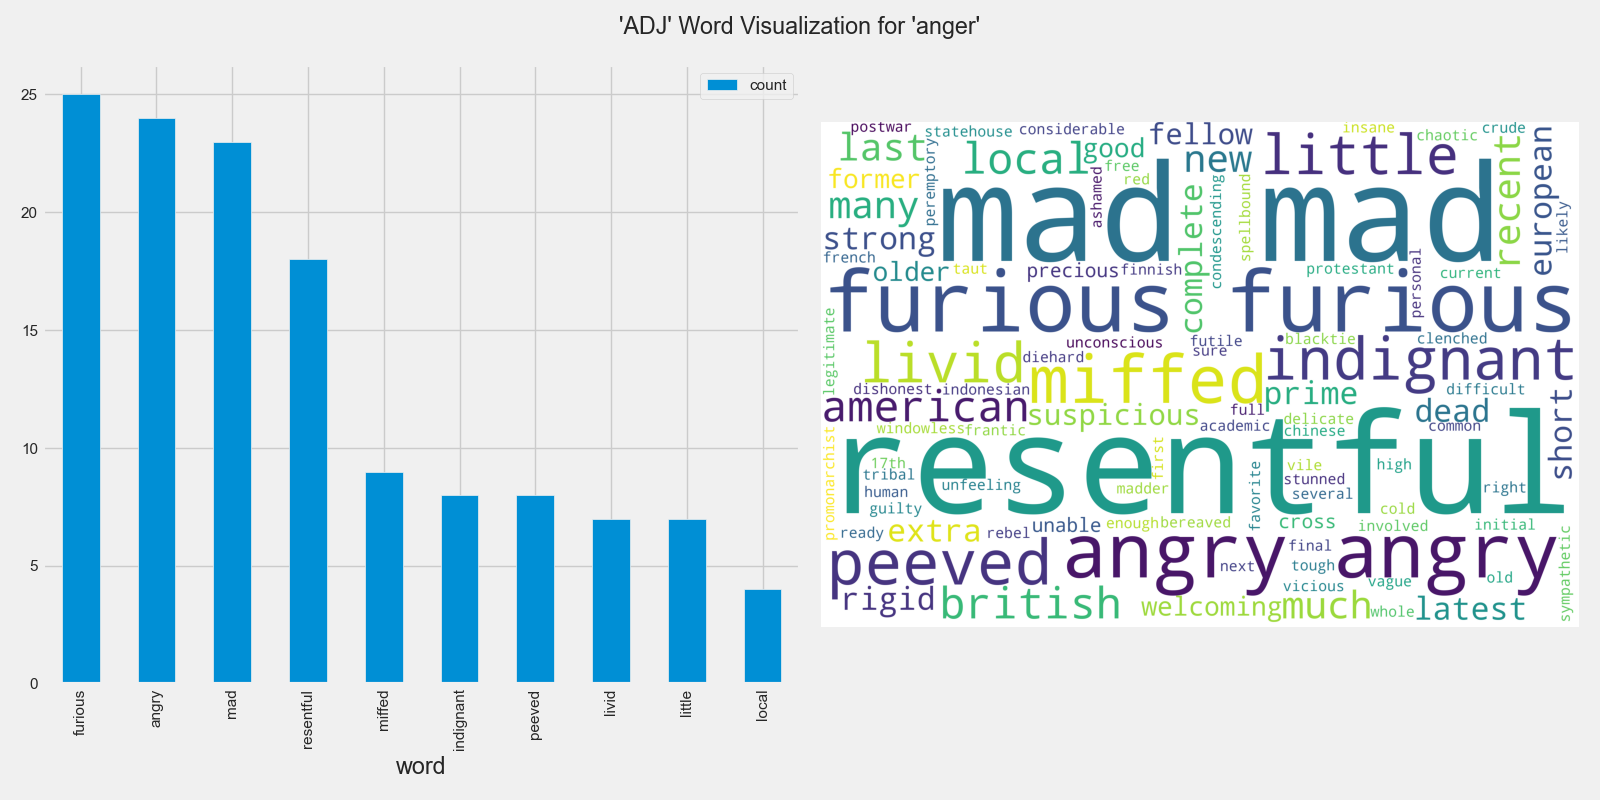 'ADJ' Word Visualization for 'anger'
count
25
20
15
10
5
0
furious
angry
mad
resentful
miffed
indignant
peeved
livid
little
local
word
postwar
statehouse
considerable
fellow
insane
chaotic
crude
last
local
good
new
little
recent
european
former
peremptory
free
red
ashamed
mad
mad
many
complete
condescending
spellbound
likely
strong
french
older
taut
precious
finnish
protestant
personal
current
furious
furious
legitimate
unconscious
futile
sure
blacktie
clenched
livid
diehard
miffed
indignant
dishonest
indonesian
prime
difficult
american
suspicious
full
delicate
dead
short
windowless
frantic
academic
chinese
common
resentful
promonarchist
17th
tribal
human
guilty
unfeeling
first
madder
favorite
vile
stunned
several
high
right
cold
ready
extra
rebel
unable
enough
bereaved
cross
involved
initial
peeved
angry
angry
next
final
tough
vicious
vague
old
sympathetic
rigid
british
welcoming
much
whole
latest